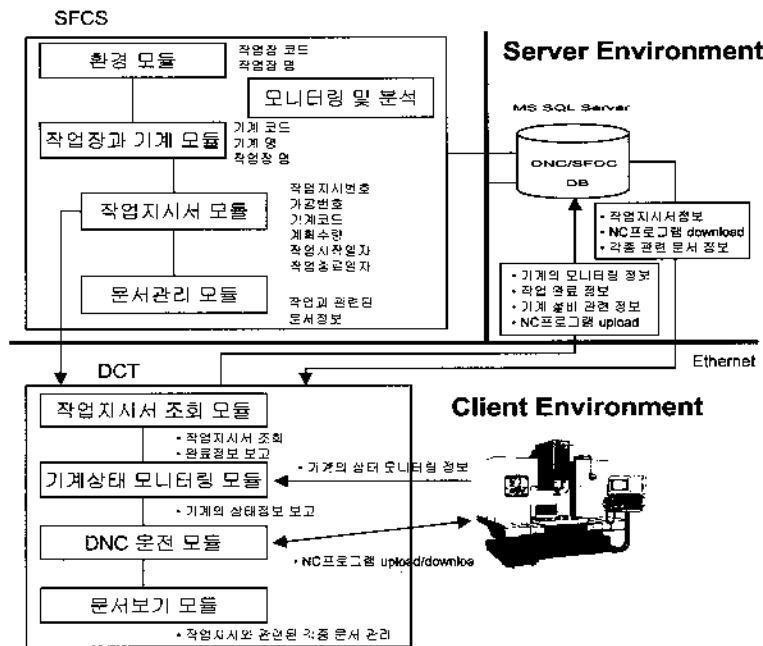 SFCS
환경 모듈
작업장 코드
작업장 명
모니터링 및 분석
작업장과 기계 모듈
기계 코드
기계 명
작업장 명
작업지시서 모듈
작업지시번호
가공번호
기계코드
계획수량
작업시작일자
작업종료일자
문서관리 모듈
작업과 관련된
문서정보
Server Environment
MS SQL Server
DNC/SFOC
DB
• 작업지시서정보
• NC프로그램 download
• 각종 관련 문서 정보
• 기계의 모니터링 정보
• 작업 완료 정보
• 기계 설비 관련 정보
• NC프로그램 upload
Ethernet
DCT
Client Environment
작업지시서 조회 모듈
• 작업지시서 조회
• 완료정보 보고
기계상태 모니터링 모듈
• 기계의 상태 모니터링 정보
• 기계의 상태정보 보고
DNC 운전 모듈
• NC프로그램 upload/downloa
문서보기 모듈
• 작업지시와 관련된 각종 문서 관리